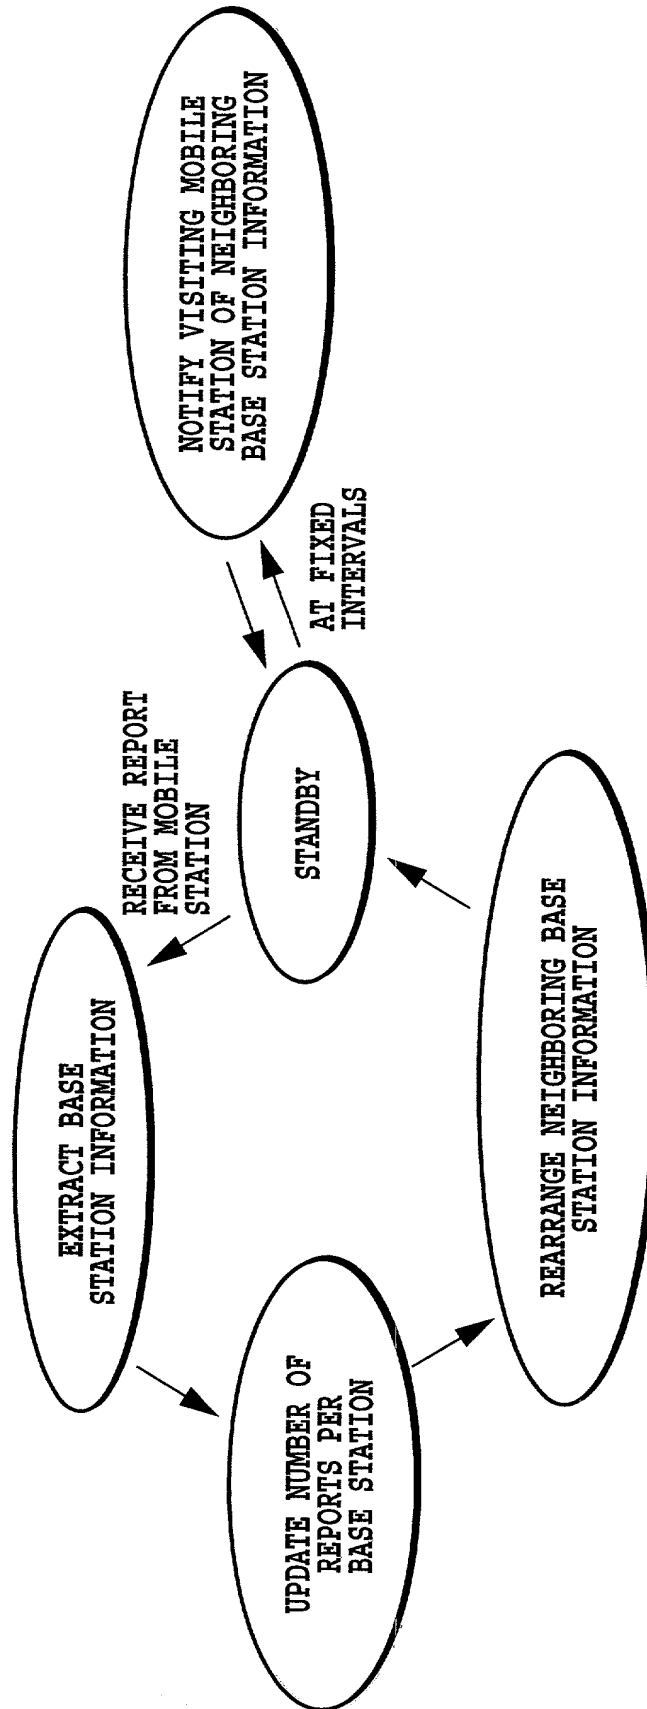 EXTRACT BASE
STATION INFORMATION
RECEIVE REPORT
FROM MOBILE
STATION
NOTIFY VISITING MOBILE
STATION OF NEIGHBORING
BASE STATION INFORMATION
UPDATE NUMBER OF
REPORTS PER
BASE STATION
STANDBY
AT FIXED
INTERVALS
REARRANGE NEIGHBORING BASE
STATION INFORMATION